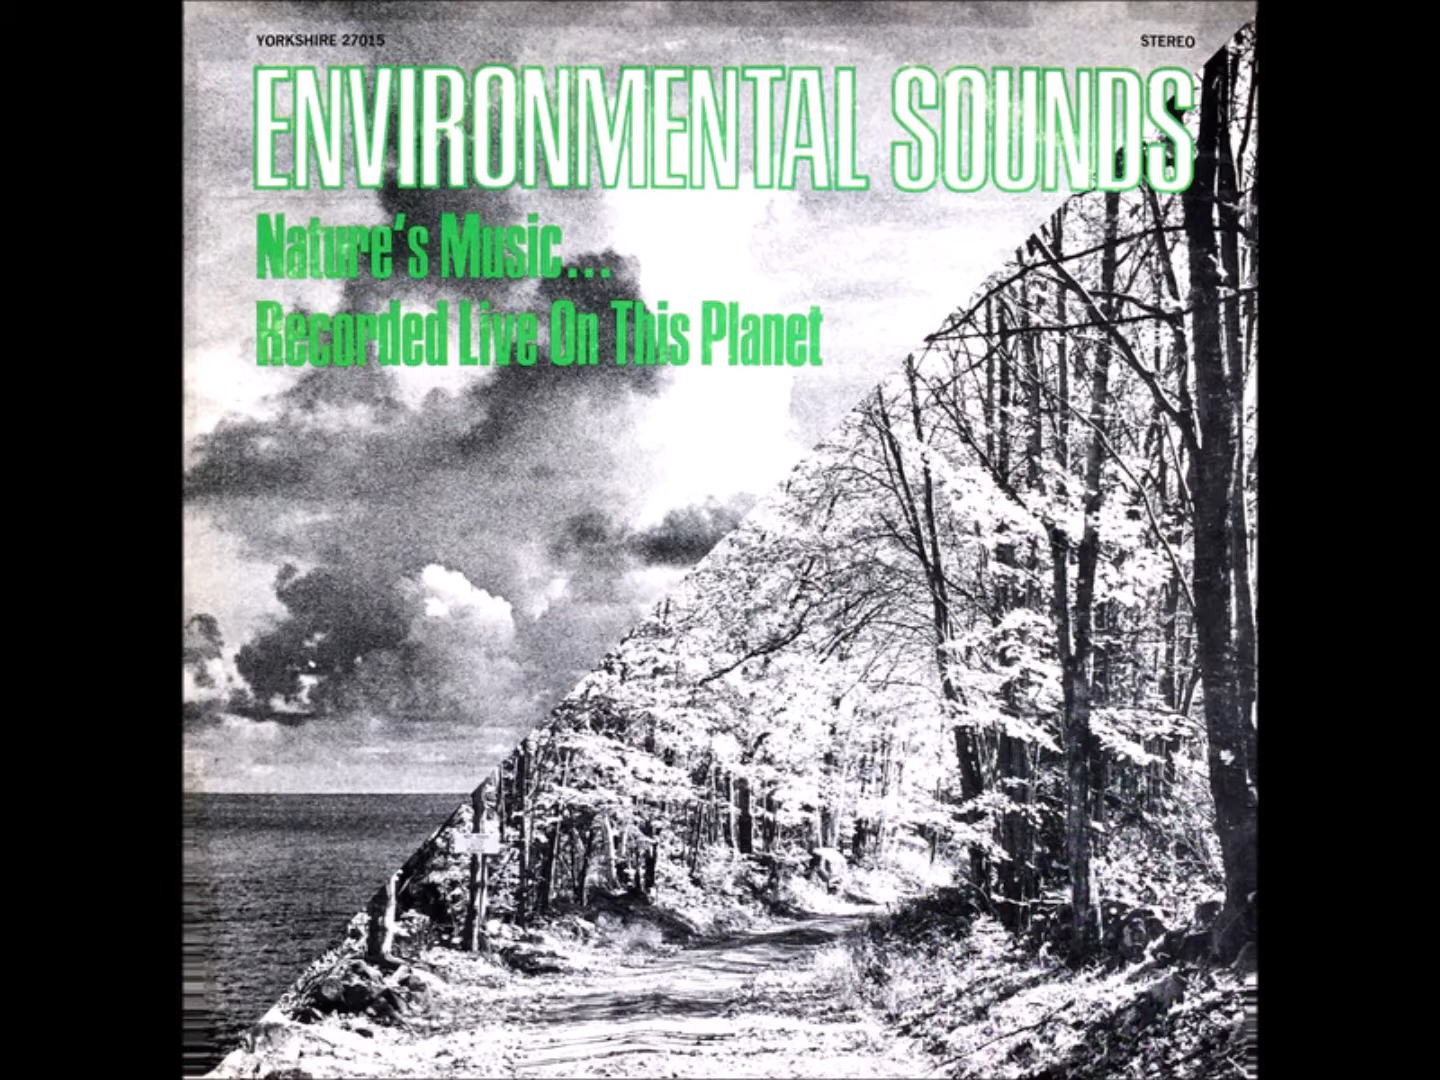 YORKSHIRE 27015
STEREO
ENVIRONMENTAL SOUNDS
Nature's Music...
Recorded Live On This Planet